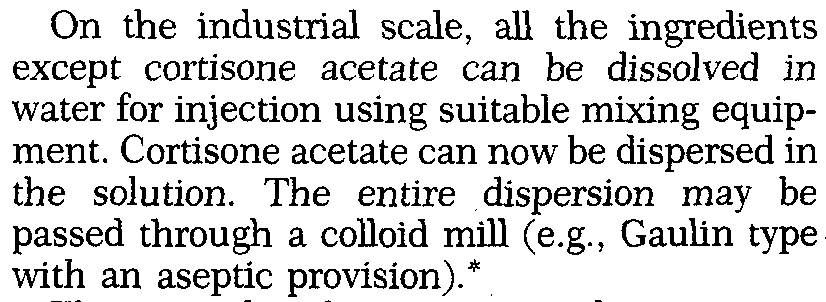 On the industrial scale, all the ingredients
except cortisone acetate can be dissolved in
water for injection using suitable mixing equip-
ment. Cortisone acetate can now be dispersed in
the solution. The entire dispersion may be
passed through a colloid mill (e.g., Gaulin type
with an aseptic provision).*